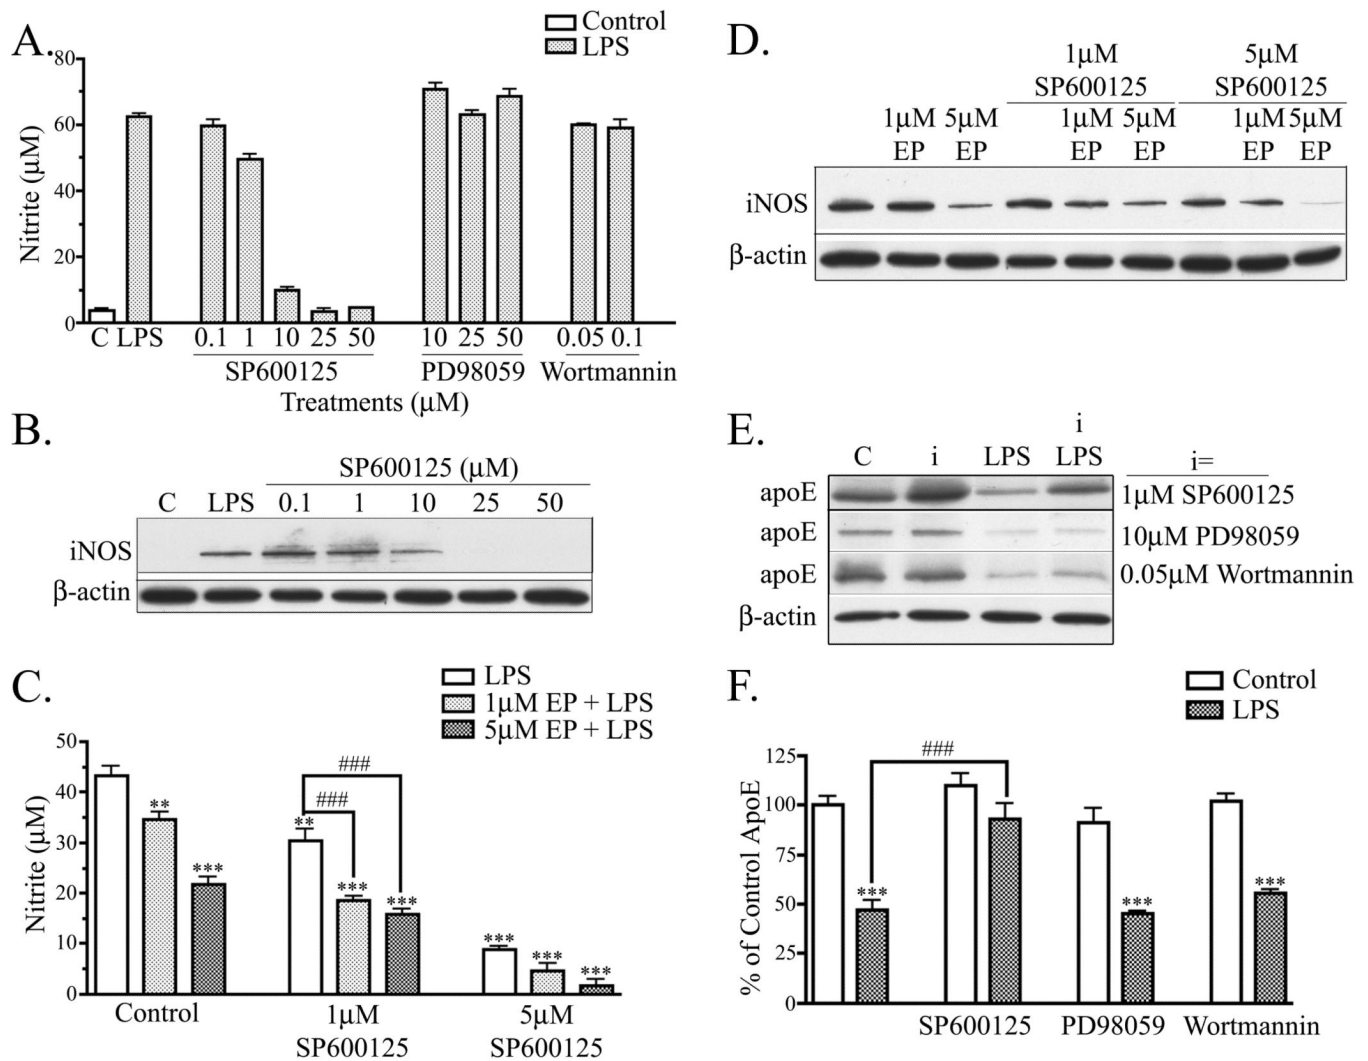 A.
Control
LPS
80
60
40
20
0
Nitrite (μM)
C LPS 0.1 1 10 25 50 10 25 50 0.05 0.1
SP600125 PD98059 Wortmannin
Treatments (μM)
B.
SP600125 (μM)
C LPS 0.1 1 10 25 50
iNOS
β-actin
C.
LPS
1μM EP + LPS
5μM EP + LPS
50
40
30
20
10
0
Nitrite (μM)
** *** ** *** *** *** *** ***
###
###
Control 1μM 5μM
SP600125 SP600125
D.
1μM 5μM
SP600125 SP600125
1μM 5μM 1μM 5μM 1μM 5μM
EP EP EP EP EP EP
iNOS
β-actin
E.
i
C i LPS LPS i=
apoE 1μM SP600125
apoE 10μM PD98059
apoE 0.05μM Wortmannin
β-actin
F.
Control
LPS
125
100
75
50
25
0
% of Control ApoE
###
*** *** ***
SP600125 PD98059 Wortmannin